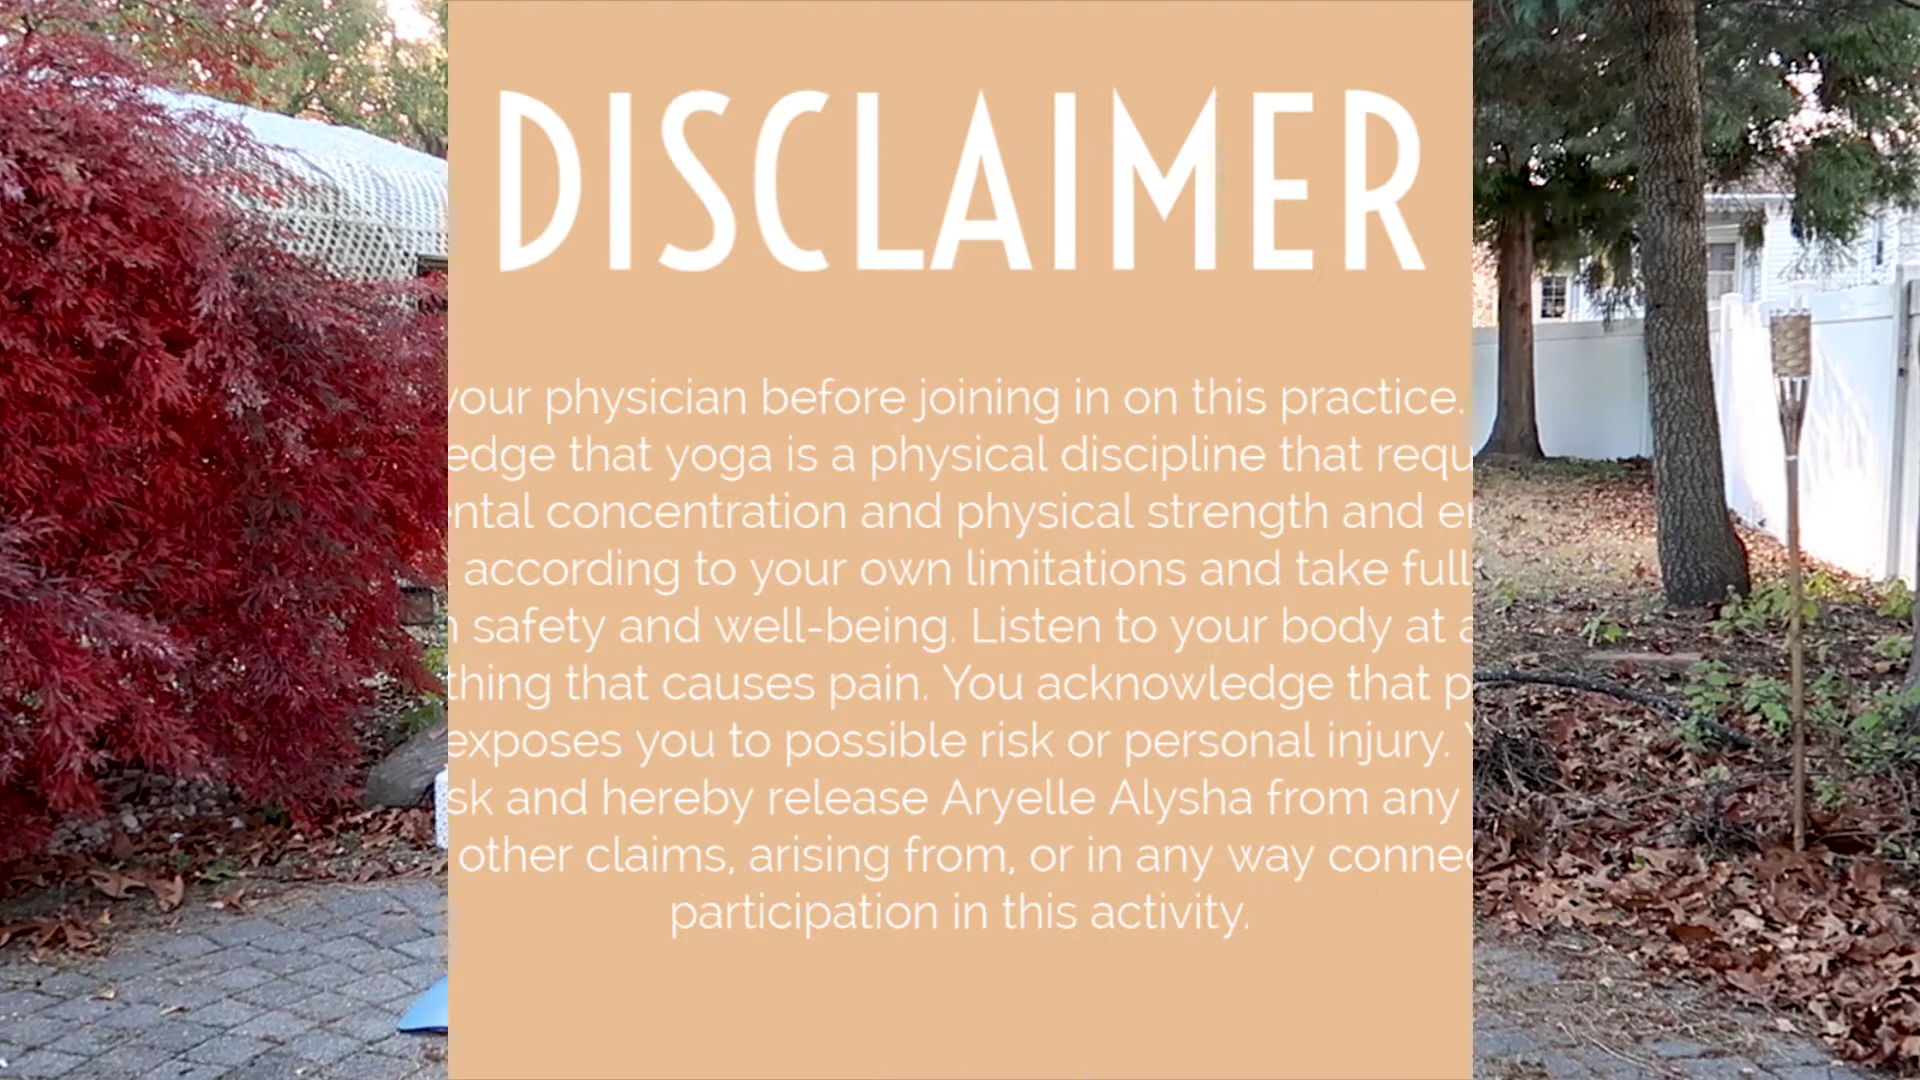 DISCLAIMER
your physician before joining in on this practice.
edge that yoga is a physical discipline that requ
ental concentration and physical strength and en
according to your own limitations and take full
safety and well-being. Listen to your body at a
thing that causes pain. You acknowledge that p
exposes you to possible risk or personal injury. Y
sk and hereby release Aryelle Alysha from any
other claims, arising from, or in any way connec
participation in this activity.